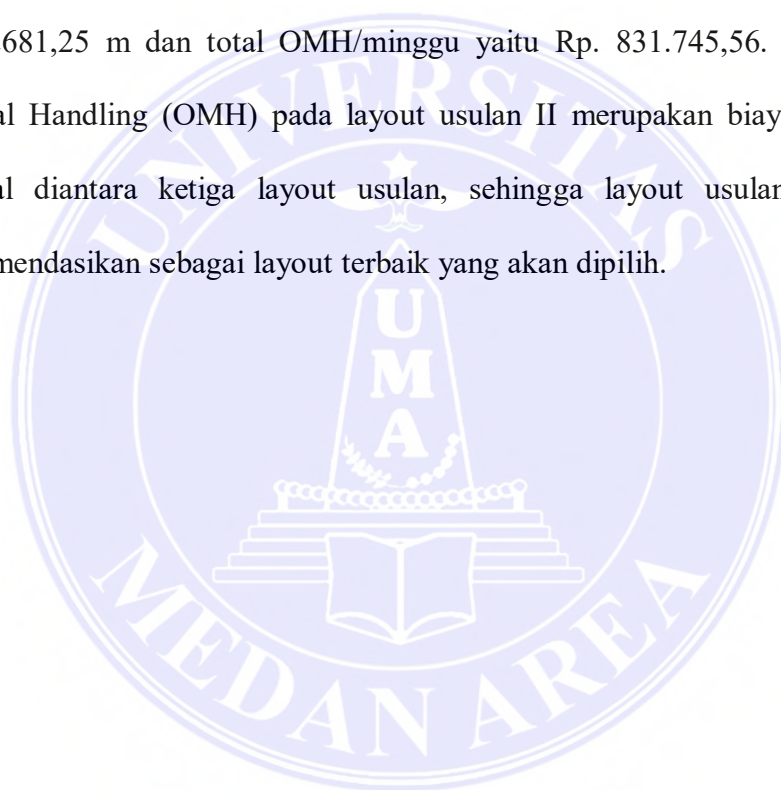 681,25 m dan total OMH/minggu yaitu Rp. 831.745,56.
al Handling (OMH) pada layout usulan II merupakan biay
al diantara ketiga layout usulan, sehingga layout usulan
mendasikan sebagai layout terbaik yang akan dipilih.
UNIVERSITAS
U
M
A
MEDAN AREA